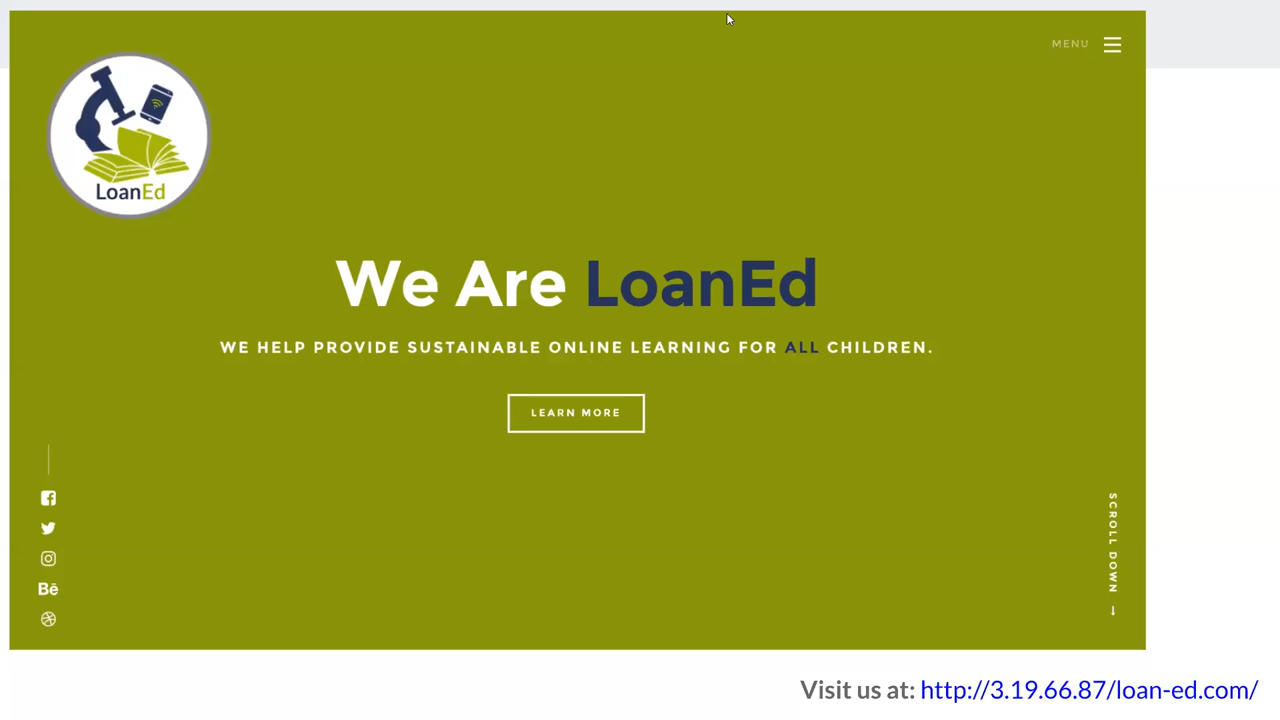 MENU
LoanEd
We Are LoanEd
WE HELP PROVIDE SUSTAINABLE ONLINE LEARNING FOR ALL CHILDREN.
LEARN MORE
Bē
SCROLL DOWN →
Visit us at: http://3.19.66.87/loan-ed.com/